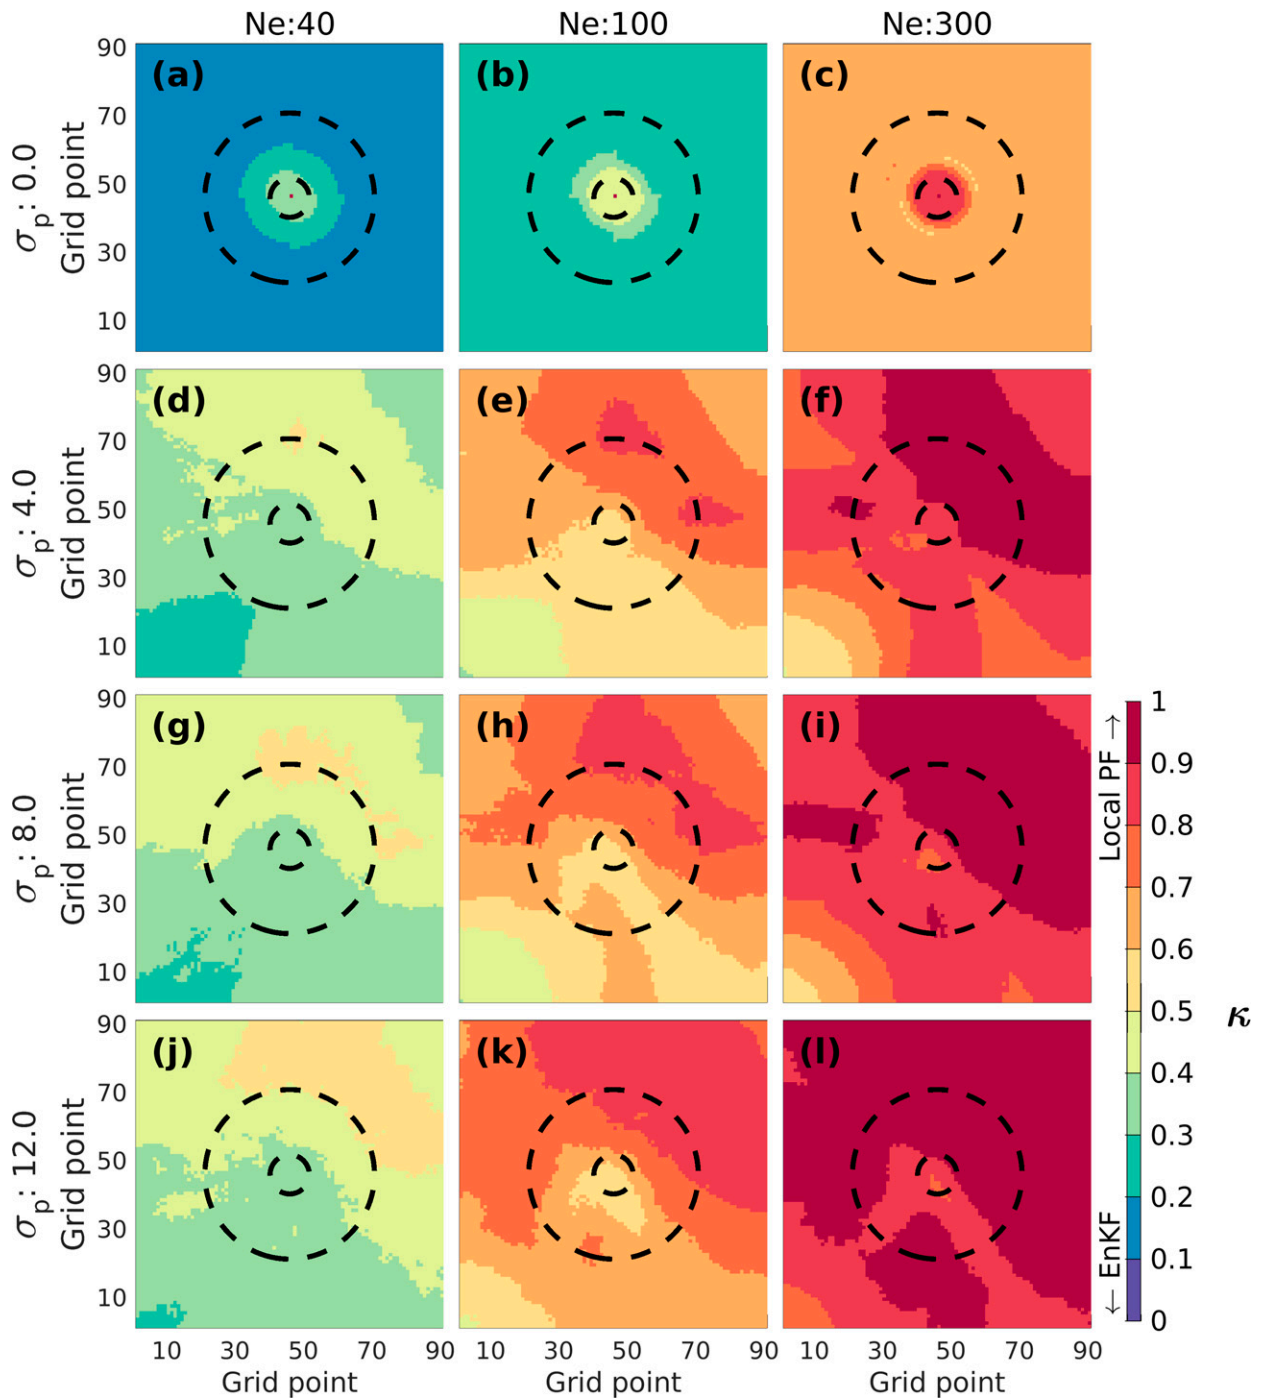 Ne:40 Ne:100 Ne:300
σp: 0.0
Grid point
90
70
50
30
10
(a) (b) (c)
σp: 4.0
Grid point
90
70
50
30
10
(d) (e) (f)
σp: 8.0
Grid point
90
70
50
30
10
(g) (h) (i)
σp: 12.0
Grid point
90
70
50
30
10
(j) (k) (l)
10 30 50 70 90 10 30 50 70 90 10 30 50 70 90
Grid point Grid point Grid point
Local PF →
← EnKF
1
0.9
0.8
0.7
0.6
0.5
0.4
0.3
0.2
0.1
0
κ